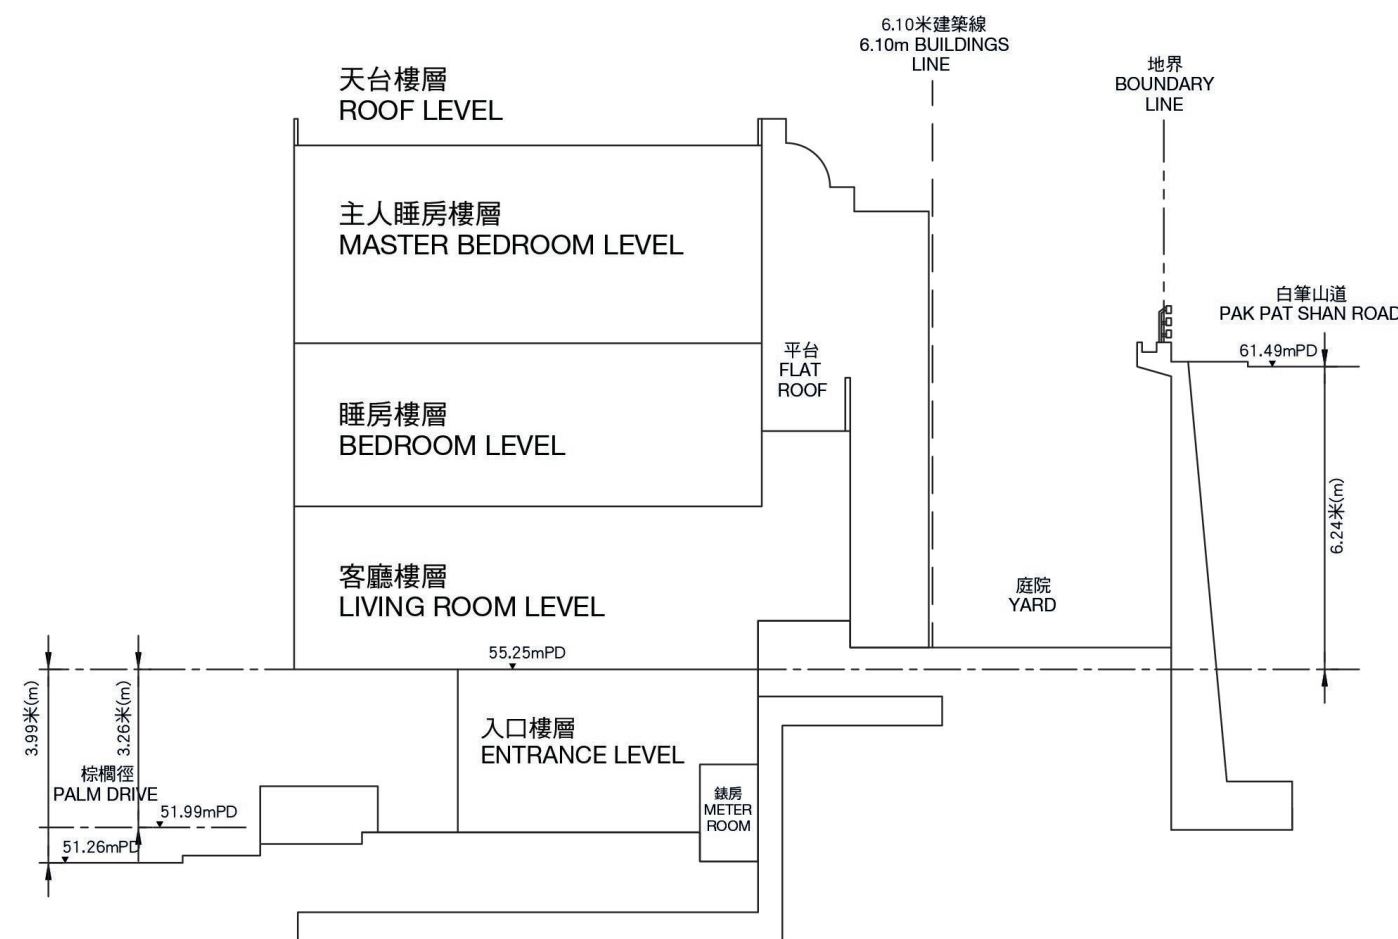 6.10米建築線
6.10m BUILDINGS
LINE
地界
BOUNDARY
LINE
天台樓層
ROOF LEVEL
主人睡房樓層
MASTER BEDROOM LEVEL
白筆山道
PAK PAT SHAN ROAD
61.49mPD
平台
FLAT
ROOF
睡房樓層
BEDROOM LEVEL
6.24米(m)
客廳樓層
LIVING ROOM LEVEL
庭院
YARD
55.25mPD
3.99米(m)
3.26米(m)
入口樓層
ENTRANCE LEVEL
棕櫚徑
PALM DRIVE
錶房
METER
ROOM
51.99mPD
51.26mPD